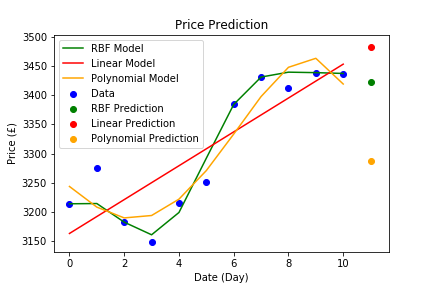 Price Prediction
3500
3450
3400
3350
3300
3250
3200
3150
Price (£)
RBF Model
Linear Model
Polynomial Model
Data
RBF Prediction
Linear Prediction
Polynomial Prediction
0 2 4 6 8 10
Date (Day)